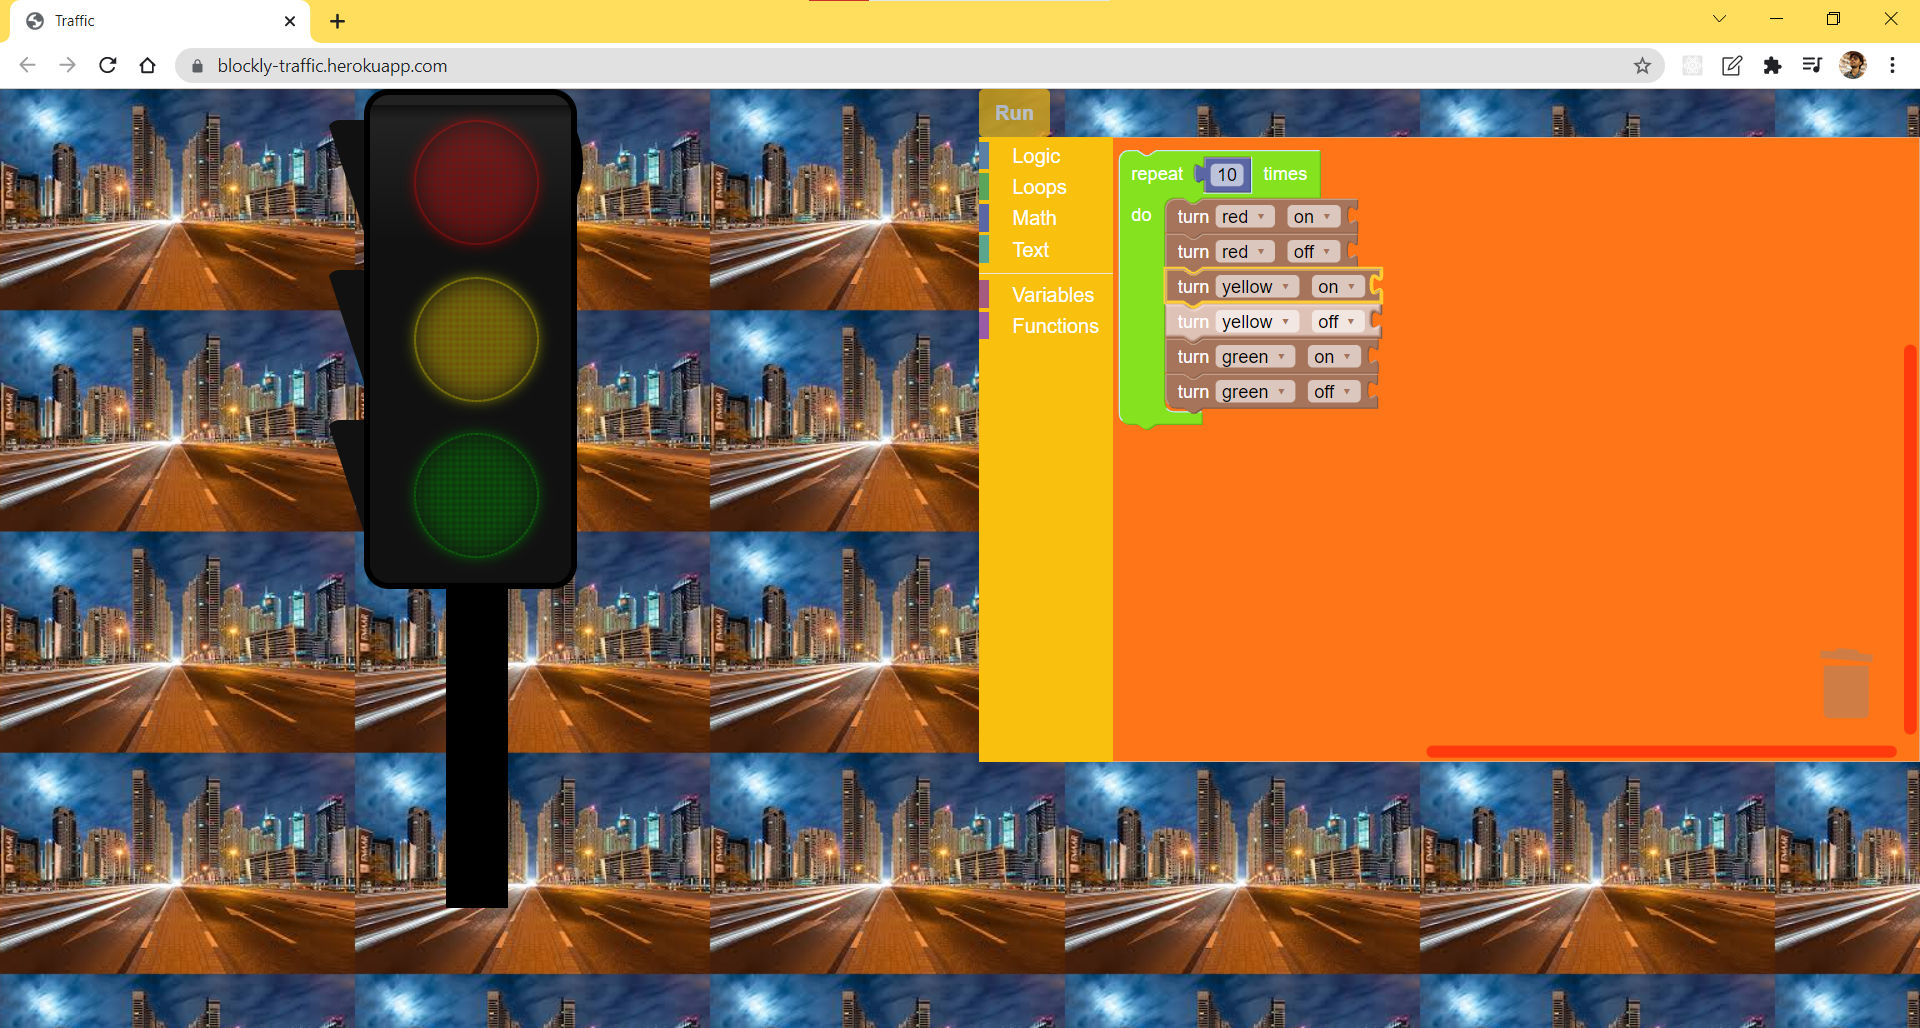 Traffic
blockly-traffic.herokuapp.com
Run
Logic
Loops
Math
Text
Variables
Functions
repeat 10 times
do turn red on
turn red off
turn yellow on
turn yellow off
turn green on
turn green off
EMAAR